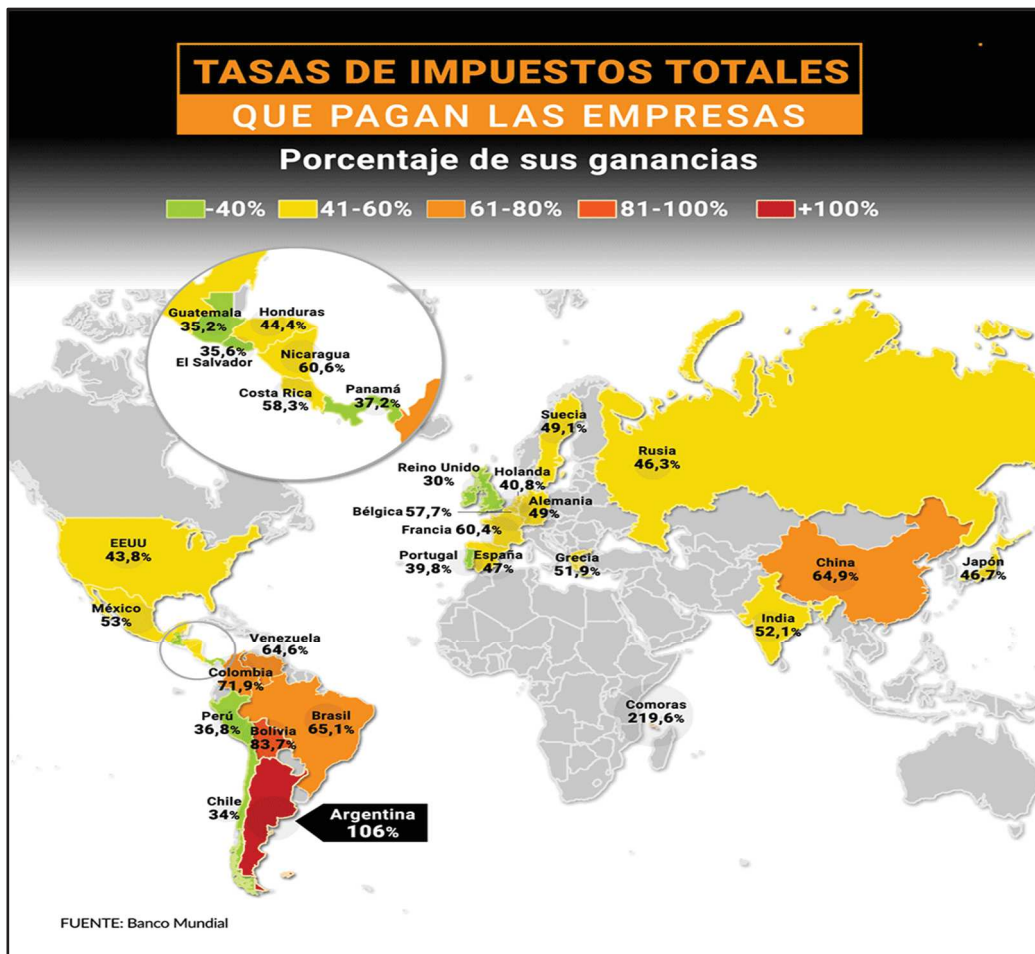 TASAS DE IMPUESTOS TOTALES
QUE PAGAN LAS EMPRESAS
Porcentaje de sus ganancias
-40% 41-60% 61-80% 81-100% +100%
Guatemala
35,2%
Honduras
44,4%
35,6%
El Salvador
Nicaragua
60,6%
Costa Rica
58,3%
Panamá
37,2%
Suecia
49,1%
Rusia
46,3%
Reino Unido
30%
Holanda
40,8%
Alemania
49%
Bélgica 57,7%
Francia 60,4%
Portugal
39,8%
España
47%
Grecia
51,9%
EEUU
43,8%
China
64,9%
Japón
46,7%
México
53%
India
52,1%
Venezuela
64,6%
Colombia
71,9%
Perú
36,8%
Brasil
65,1%
Bolivia
83,7%
Comoras
219,6%
Chile
34%
Argentina
106%
FUENTE: Banco Mundial